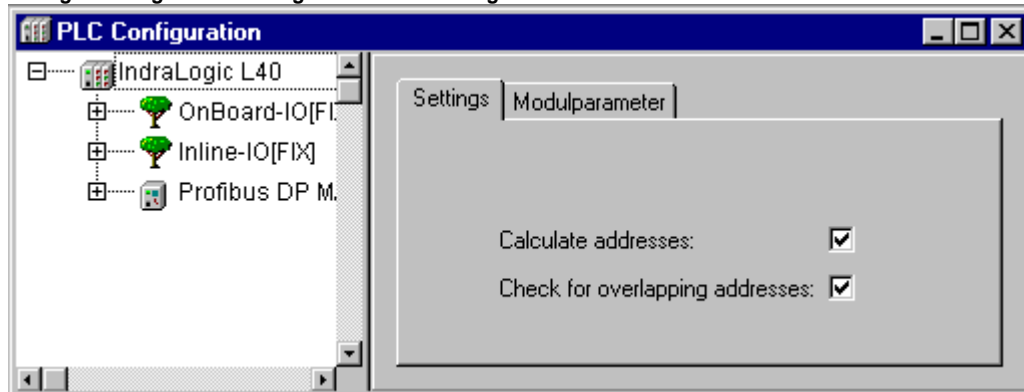 PLC Configuration
IndraLogic L40
OnBoard-IO[FI.
Inline-IO[FIX]
Profibus DP M.
Settings
Modulparameter
Calculate addresses:
Check for overlapping addresses: